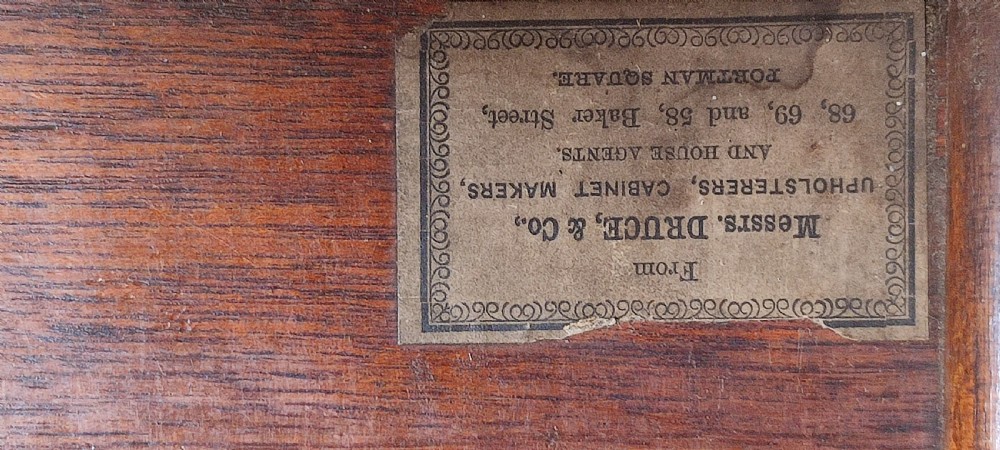 From
Messrs. DRUCE, & Co.,
UPHOLSTERERS, CABINET MAKERS,
AND HOUSE AGENTS.
68, 69, and 58, Baker Street,
PORTMAN SQUARE.